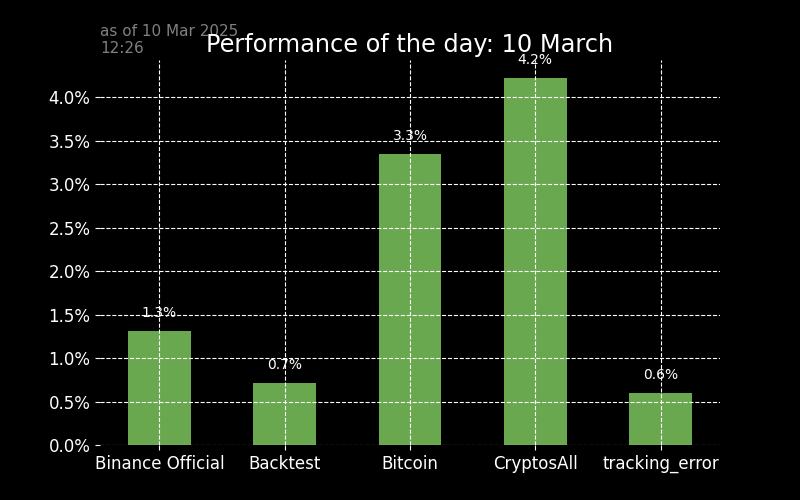 as of 10 Mar 2025
12:26
Performance of the day: 10 March
4.2%
4.0%
3.5%
3.3%
3.0%
2.5%
2.0%
1.5%
1.3%
1.0%
0.7%
0.6%
0.5%
0.0%
Binance Official
Backtest
Bitcoin
CryptosAll
tracking_error